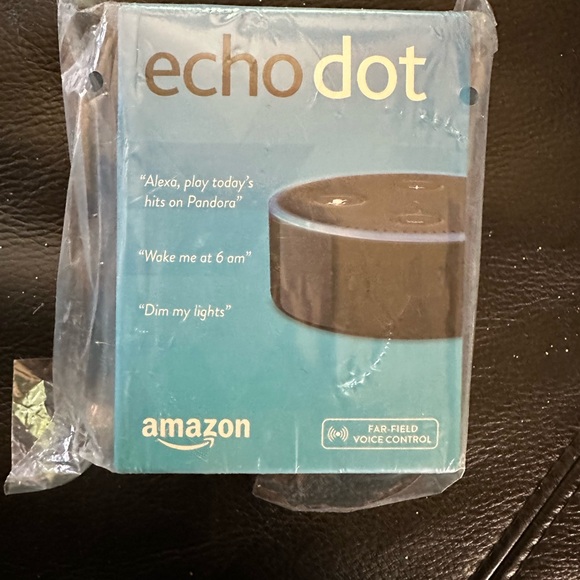 echo dot
“Alexa, play today’s
hits on Pandora”
“Wake me at 6 am”
“Dim my lights”
amazon
FAR-FIELD
VOICE CONTROL